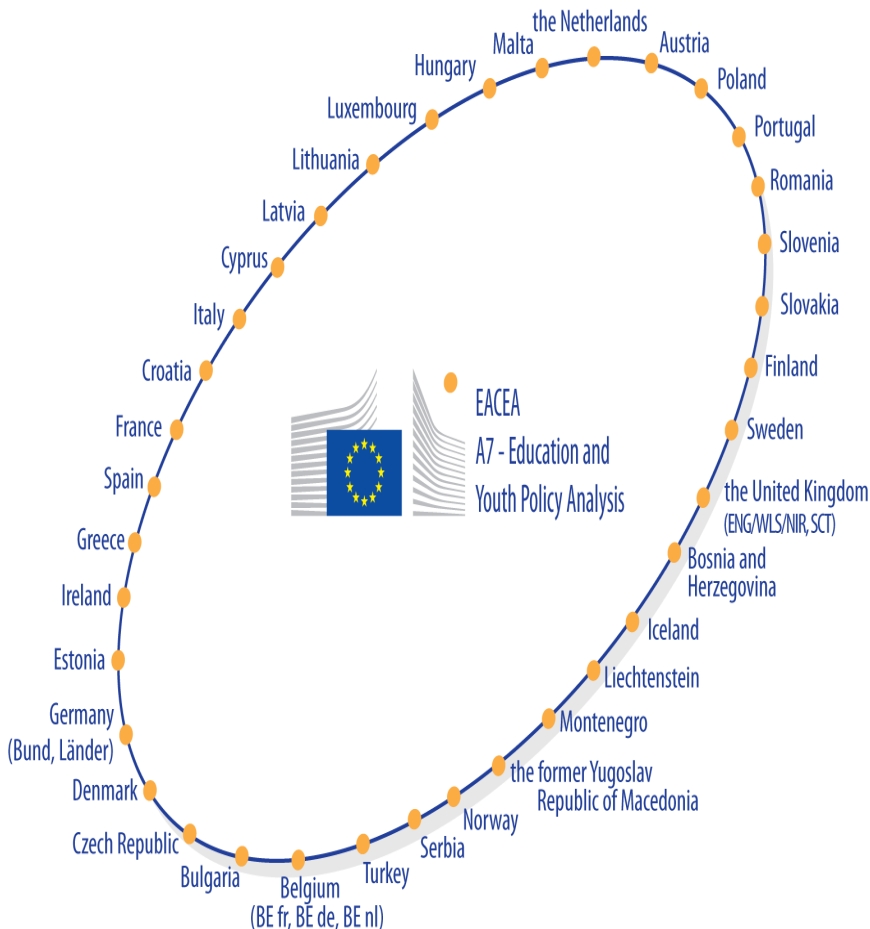 the Netherlands
Malta
Austria
Hungary
Poland
Luxembourg
Portugal
Lithuania
Romania
Latvia
Slovenia
Cyprus
Slovakia
Italy
Croatia
Finland
EACEA
France
Sweden
A7 - Education and
Spain
the United Kingdom
Youth Policy Analysis
(ENG/WLS/NIR, SCT)
Greece
Bosnia and
Herzegovina
Ireland
Iceland
Estonia
Liechtenstein
Germany
(Bund, Länder)
Montenegro
the former Yugoslav
Republic of Macedonia
Denmark
Norway
Czech Republic
Serbia
Bulgaria
Turkey
Belgium
(BE fr, BE de, BE nl)